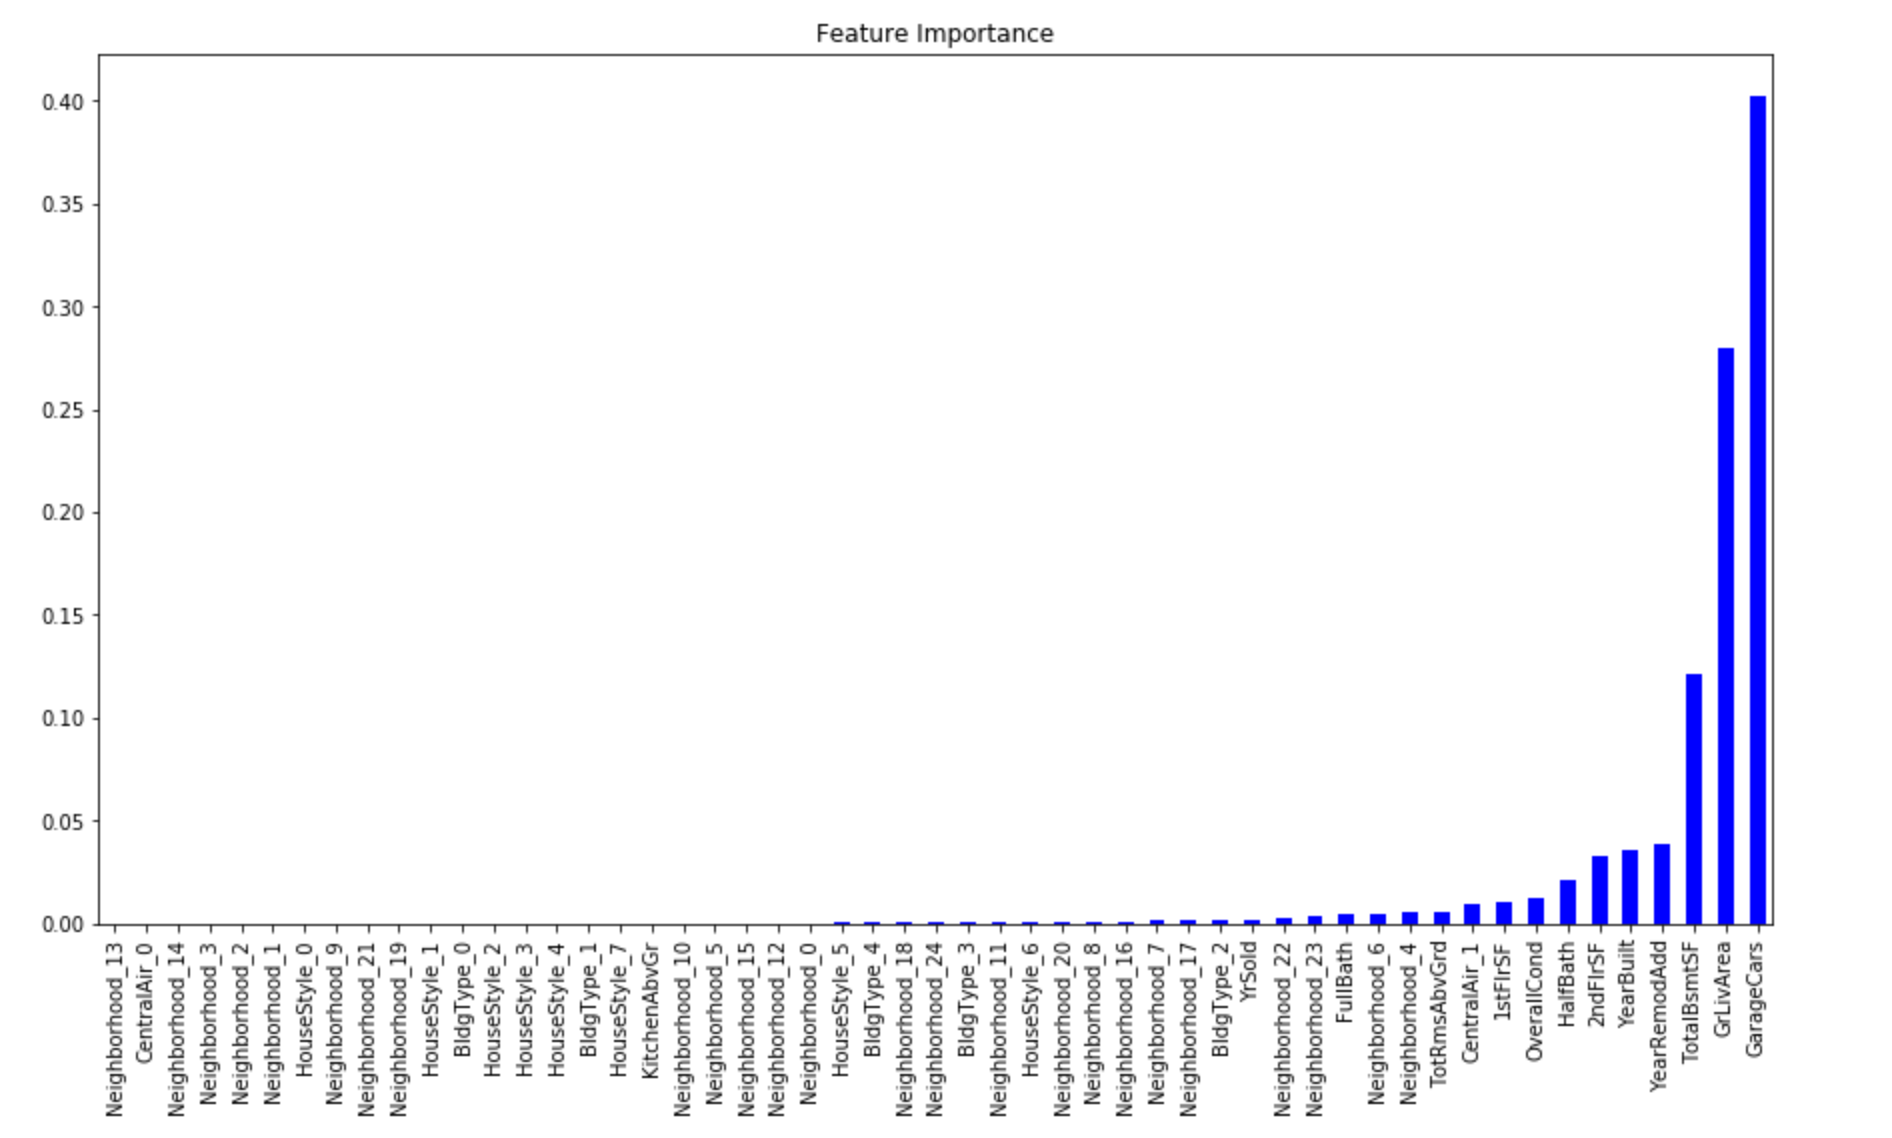 Feature Importance
0.40
0.35
0.30
0.25
0.20
0.15
0.10
0.05
0.00
Neighborhood_13
CentralAir_0
Neighborhood_14
Neighborhood_3
Neighborhood_2
Neighborhood_1
HouseStyle_0
Neighborhood_9
Neighborhood_21
Neighborhood_19
HouseStyle_1
BldgType_0
HouseStyle_2
HouseStyle_3
HouseStyle_4
BldgType_1
HouseStyle_7
KitchenAbvGr
Neighborhood_10
Neighborhood_5
Neighborhood_15
Neighborhood_12
Neighborhood_0
HouseStyle_5
BldgType_4
Neighborhood_18
Neighborhood_24
BldgType_3
Neighborhood_11
HouseStyle_6
Neighborhood_20
Neighborhood_8
Neighborhood_16
Neighborhood_7
Neighborhood_17
BldgType_2
YrSold
Neighborhood_22
Neighborhood_23
FullBath
Neighborhood_6
Neighborhood_4
TotRmsAbvGrd
CentralAir_1
1stFlrSF
OverallCond
HalfBath
2ndFlrSF
YearBuilt
YearRemodAdd
TotalBsmtSF
GrLivArea
GarageCars